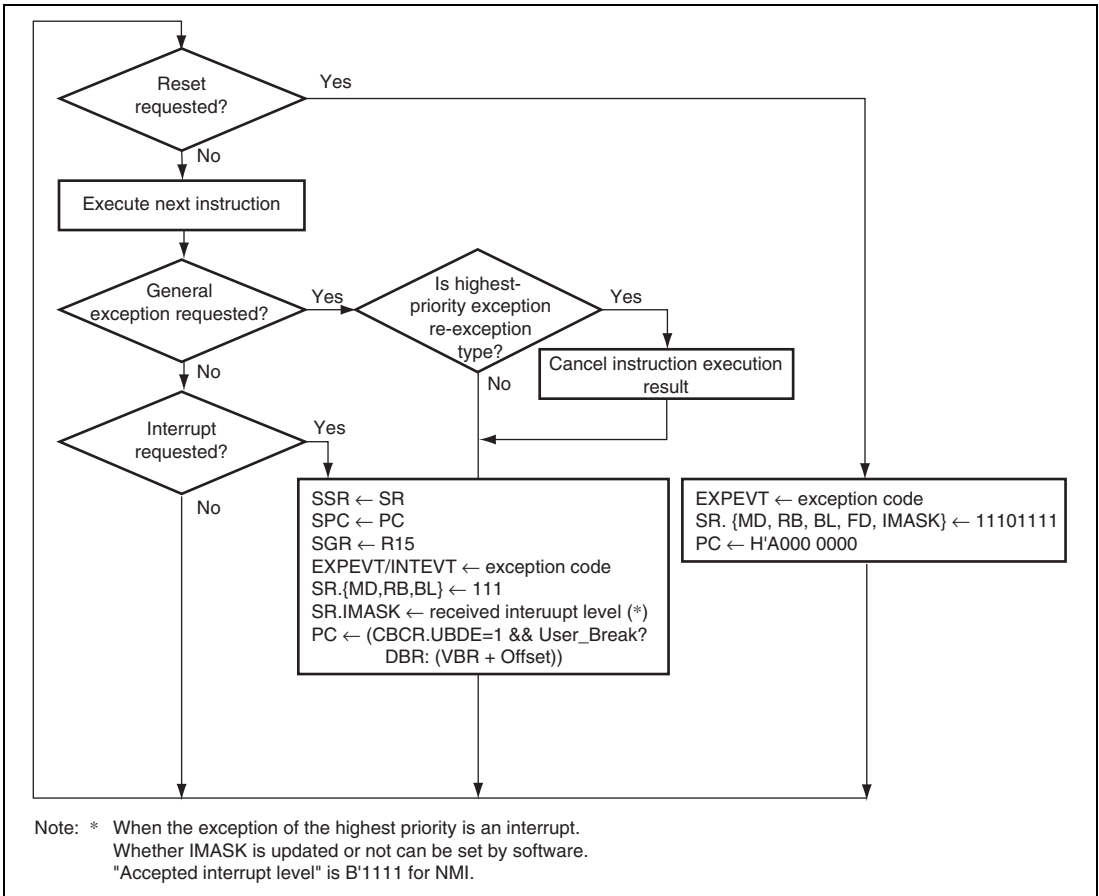 Reset
requested?
Yes
No
Execute next instruction
General
exception requested?
Yes
No
Is highest-
priority exception
re-exception
type?
Yes
No
Cancel instruction execution
result
Interrupt
requested?
Yes
No
SSR ← SR
SPC ← PC
SGR ← R15
EXPEVT/INTEVT ← exception code
SR.{MD,RB,BL} ← 111
SR.IMASK ← received interuupt level (*)
PC ← (CBCR.UBDE=1 && User_Break?
DBR: (VBR + Offset))
EXPEVT ← exception code
SR. {MD, RB, BL, FD, IMASK} ← 11101111
PC ← H'A000 0000
Note: * When the exception of the highest priority is an interrupt.
Whether IMASK is updated or not can be set by software.
"Accepted interrupt level" is B'1111 for NMI.